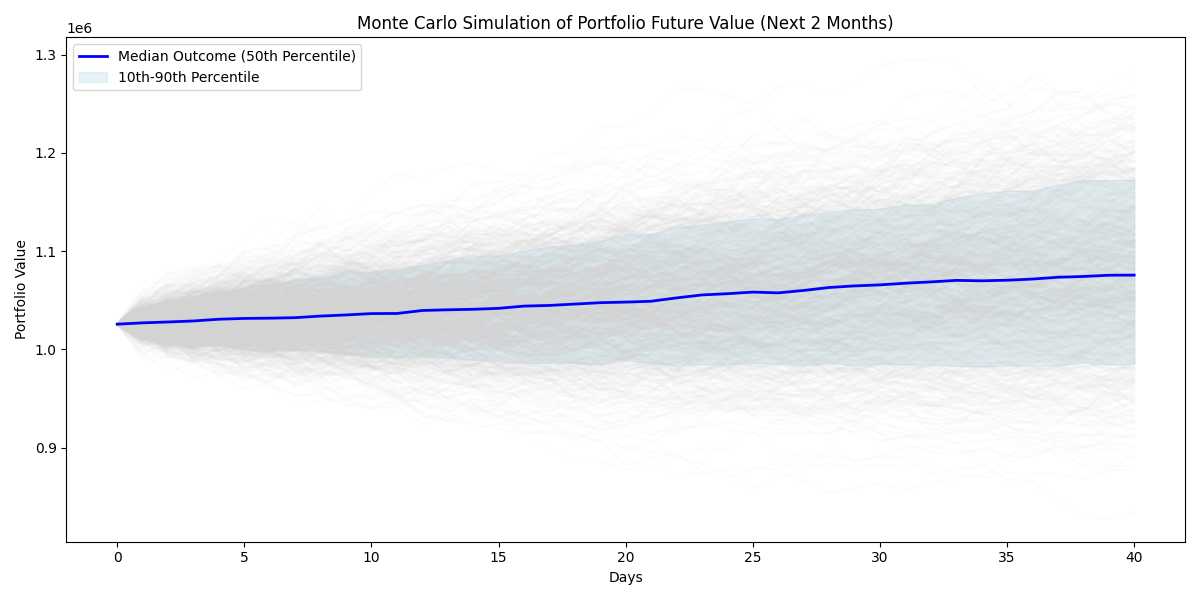 Monte Carlo Simulation of Portfolio Future Value (Next 2 Months)
1e6
Median Outcome (50th Percentile)
10th-90th Percentile
1.3
1.2
1.1
1.0
0.9
Portfolio Value
0 5 10 15 20 25 30 35 40
Days